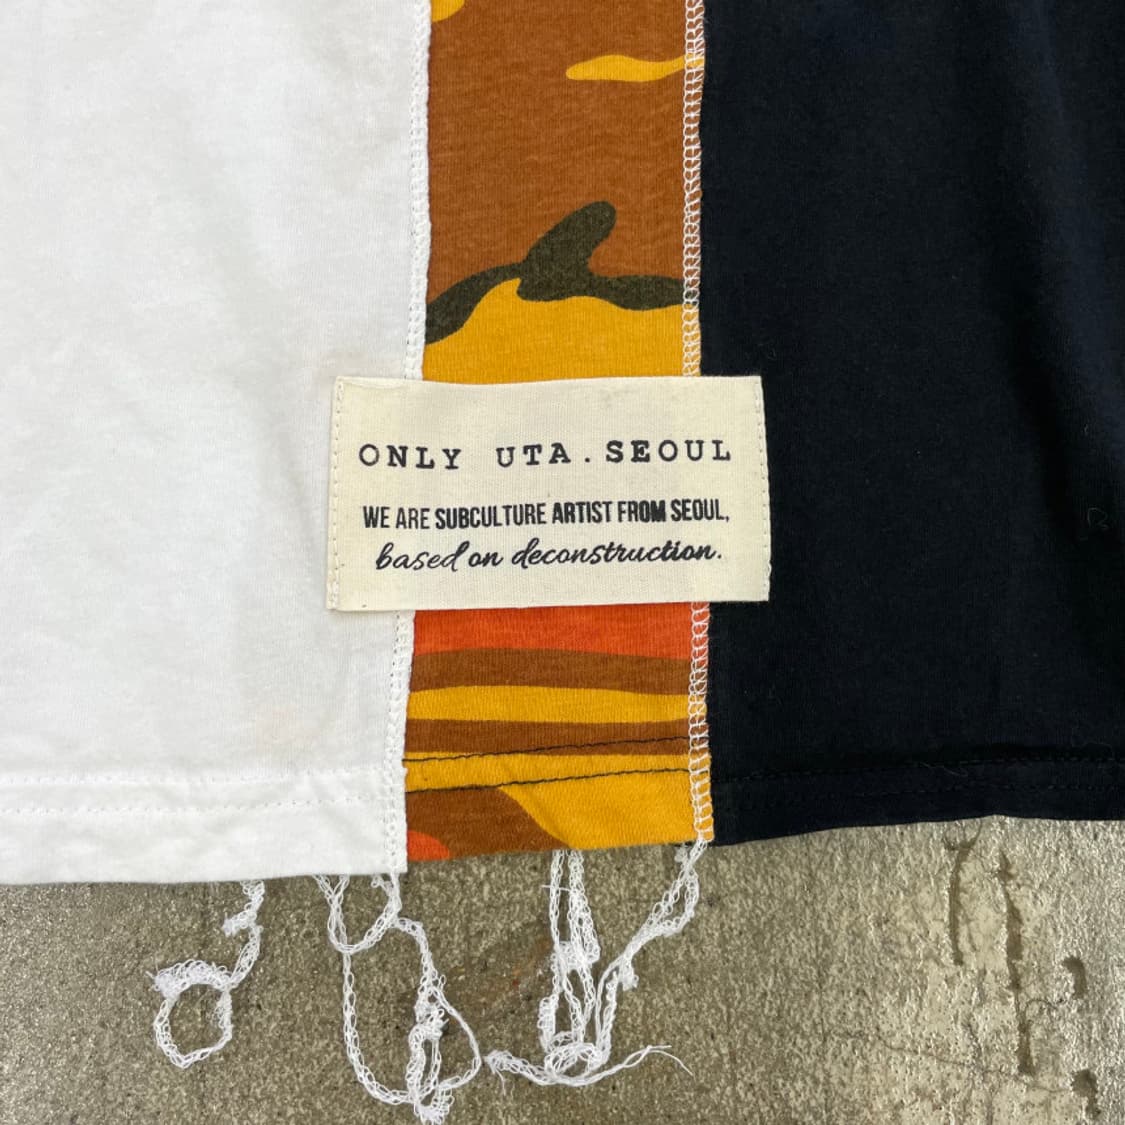 ONLY UTA.SEOUL
WE ARE SUBCULTURE ARTIST FROM SEOUL,
based on deconstruction.